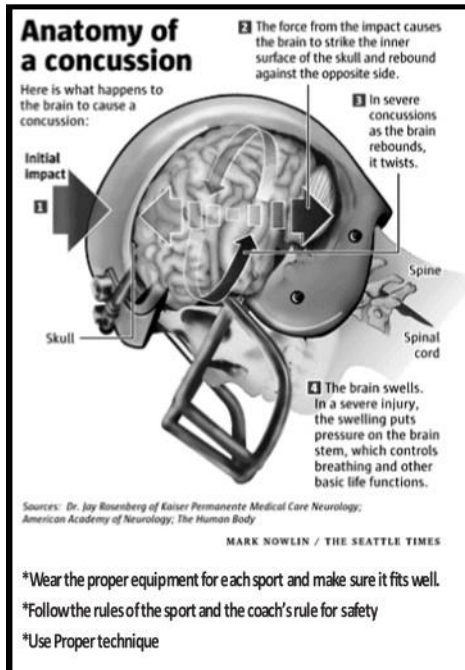 Anatomy of
a concussion
Here is what happens to
the brain to cause a
concussion:
Initial
impact
1
2 The force from the impact causes
the brain to strike the inner
surface of the skull and rebound
against the opposite side.
3 In severe
concussions
as the brain
rebounds,
it twists.
Spine
Skull
Spinal
cord
4 The brain swells.
In a severe injury,
the swelling puts
pressure on the brain
stem, which controls
breathing and other
basic life functions.
Sources: Dr. Jay Rosenberg of Kaiser Permanente Medical Care Neurology;
American Academy of Neurology; The Human Body
MARK NOWLIN / THE SEATTLE TIMES
*Wear the proper equipment for each sport and make sure it fits well.
*Follow the rules of the sport and the coach's rule for safety
*Use Proper technique